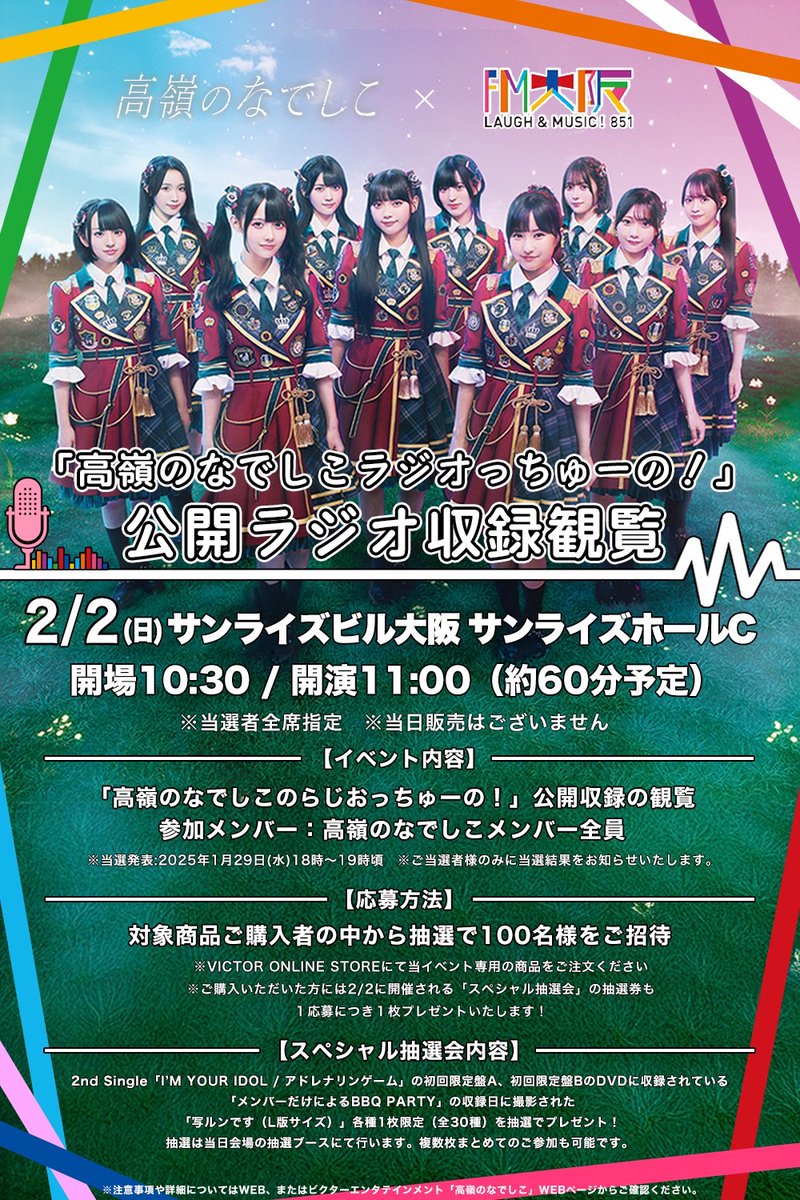 高嶺のなでしこ × FM大阪
LAUGH & MUSIC! 851
「高嶺のなでしこラジオっちゅーの！」
公開ラジオ収録観覧
2/2(日) サンライズビル大阪 サンライズホールC
開場10:30 / 開演11:00（約60分予定）
※当選者全席指定　※当日販売はございません
【イベント内容】
「高嶺のなでしこのらじおっちゅーの！」公開収録の観覧
参加メンバー：高嶺のなでしこメンバー全員
※当選発表:2025年1月29日(水)18時〜19時頃　※ご当選者様のみに当選結果をお知らせいたします。
【応募方法】
対象商品ご購入者の中から抽選で100名様をご招待
※VICTOR ONLINE STOREにて当イベント専用の商品をご注文ください
※ご購入いただいた方には2/2に開催される「スペシャル抽選会」の抽選券も
１応募につき１枚プレゼントいたします！
【スペシャル抽選会内容】
2nd Single「I'M YOUR IDOL / アドレナリンゲーム」の初回限定盤A、初回限定盤BのDVDに収録されている
「メンバーだけによるBBQ PARTY」の収録日に撮影された
「写ルンです（L版サイズ）」各種1枚限定（全30種）を抽選でプレゼント！
抽選は当日会場の抽選ブースにて行います。複数枚まとめてのご参加も可能です。
※注意事項や詳細についてはWEB、またはビクターエンタテインメント「高嶺のなでしこ」WEBページからご確認ください。